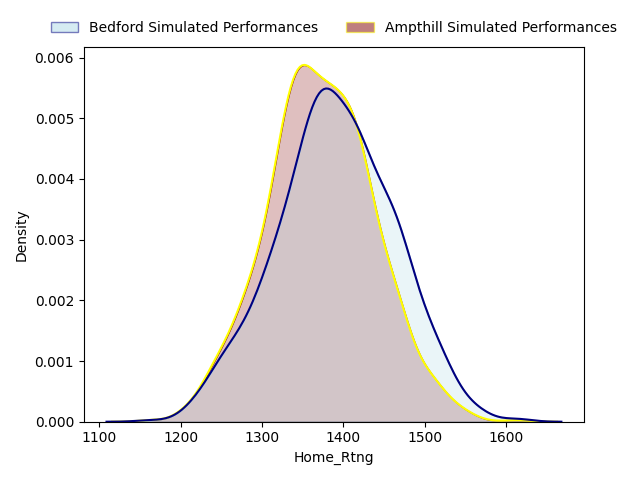 Bedford Simulated Performances Ampthill Simulated Performances
0.006
0.005
0.004
0.003
0.002
0.001
0.000
Density
1100 1200 1300 1400 1500 1600
Home_Rtng